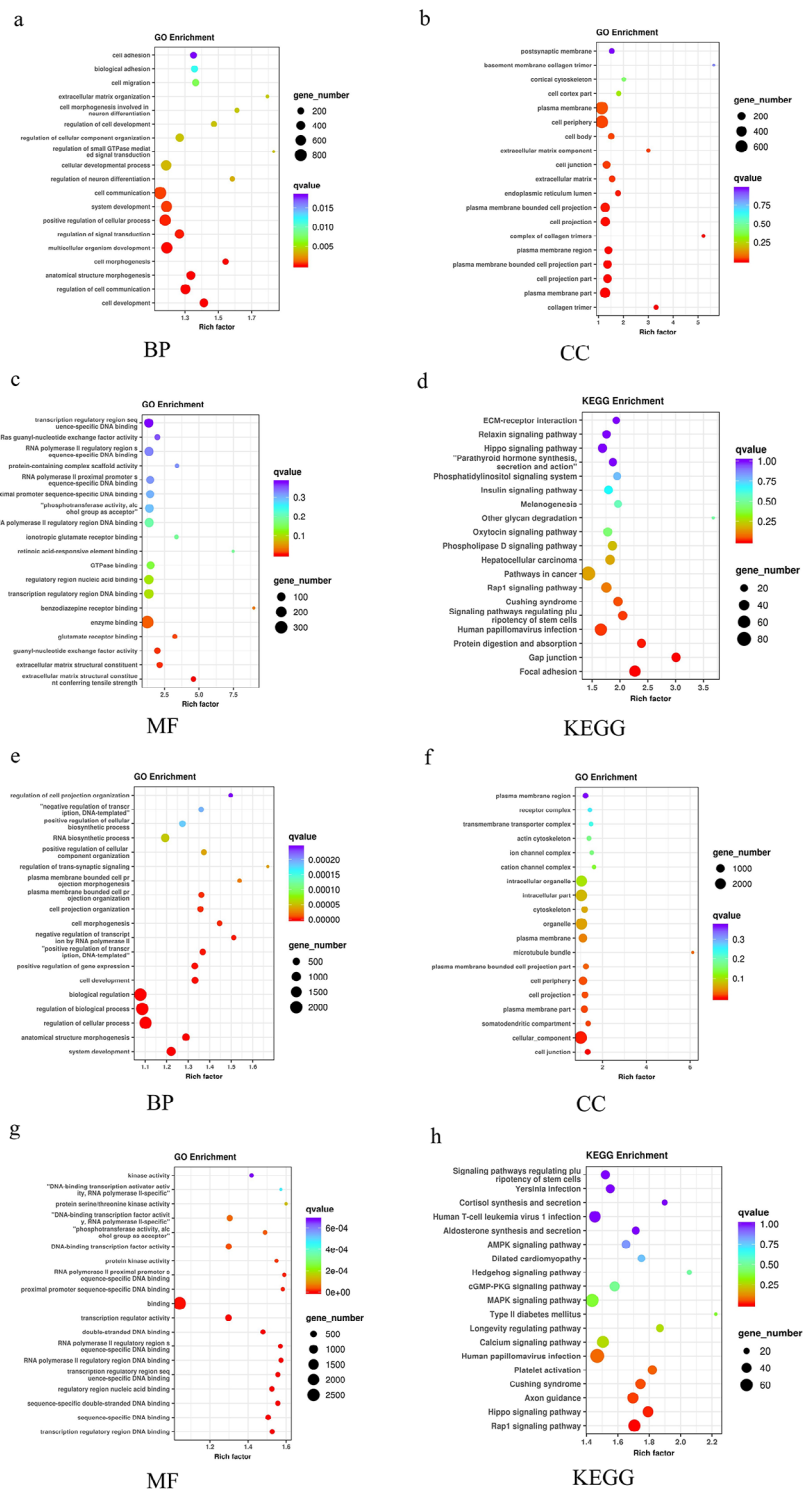 a
GO Enrichment
cell adhesion
biological adhesion
cell migration
extracellular matrix organization
cell morphogenesis involved in
neuron differentiation
regulation of cell development
regulation of cellular component organization
regulation of small GTPase mediat
ed signal transduction
cellular developmental process
regulation of neuron differentiation
cell communication
system development
positive regulation of cellular process
regulation of signal transduction
multicellular organism development
cell morphogenesis
anatomical structure morphogenesis
regulation of cell communication
cell development
1.3 1.5 1.7
Rich factor
gene_number
200
400
600
800
qvalue
0.015
0.010
0.005
BP
b
GO Enrichment
postsynaptic membrane
basement membrane collagen trimer
cortical cytoskeleton
cell cortex part
plasma membrane
cell periphery
cell body
extracellular matrix component
cell junction
extracellular matrix
endoplasmic reticulum lumen
plasma membrane bounded cell projection
cell projection
complex of collagen trimers
plasma membrane region
plasma membrane bounded cell projection part
cell projection part
plasma membrane part
collagen trimer
1 2 3 4 5
Rich factor
gene_number
200
400
600
qvalue
0.75
0.50
0.25
CC
c
GO Enrichment
transcription regulatory region seq
uence-specific DNA binding
Ras guanyl-nucleotide exchange factor activity
RNA polymerase II regulatory region s
equence-specific DNA binding
protein-containing complex scaffold activity
RNA polymerase II proximal promoter s
equence-specific DNA binding
ximal promoter sequence-specific DNA binding
"phosphotransferase activity, alc
ohol group as acceptor"
A polymerase II regulatory region DNA binding
ionotropic glutamate receptor binding
retinoic acid-responsive element binding
GTPase binding
regulatory region nucleic acid binding
transcription regulatory region DNA binding
benzodiazepine receptor binding
enzyme binding
glutamate receptor binding
guanyl-nucleotide exchange factor activity
extracellular matrix structural constituent
extracellular matrix structural constitue
nt conferring tensile strength
2.5 5.0 7.5
Rich factor
qvalue
0.3
0.2
0.1
gene_number
100
200
300
MF
d
KEGG Enrichment
ECM-receptor interaction
Relaxin signaling pathway
Hippo signaling pathway
"Parathyroid hormone synthesis,
secretion and action"
Phosphatidylinositol signaling system
Insulin signaling pathway
Melanogenesis
Other glycan degradation
Oxytocin signaling pathway
Phospholipase D signaling pathway
Hepatocellular carcinoma
Pathways in cancer
Rap1 signaling pathway
Cushing syndrome
Signaling pathways regulating plu
ripotency of stem cells
Human papillomavirus infection
Protein digestion and absorption
Gap junction
Focal adhesion
1.5 2.0 2.5 3.0 3.5
Rich factor
qvalue
1.00
0.75
0.50
0.25
gene_number
20
40
60
80
KEGG
e
GO Enrichment
regulation of cell projection organization
"negative regulation of transcr
iption, DNA-templated"
positive regulation of cellular
biosynthetic process
RNA biosynthetic process
positive regulation of cellular
component organization
regulation of trans-synaptic signaling
plasma membrane bounded cell pr
ojection morphogenesis
plasma membrane bounded cell pr
ojection organization
cell projection organization
cell morphogenesis
negative regulation of transcript
ion by RNA polymerase II
"positive regulation of transcr
iption, DNA-templated"
positive regulation of gene expression
cell development
biological regulation
regulation of biological process
regulation of cellular process
anatomical structure morphogenesis
system development
1.1 1.2 1.3 1.4 1.5 1.6
Rich factor
qvalue
0.00020
0.00015
0.00010
0.00005
0.00000
gene_number
500
1000
1500
2000
BP
f
GO Enrichment
plasma membrane region
receptor complex
transmembrane transporter complex
actin cytoskeleton
ion channel complex
cation channel complex
intracellular organelle
intracellular part
cytoskeleton
organelle
plasma membrane
microtubule bundle
plasma membrane bounded cell projection part
cell periphery
cell projection
plasma membrane part
somatodendritic compartment
cellular_component
cell junction
2 4 6
Rich factor
gene_number
1000
2000
qvalue
0.3
0.2
0.1
CC
g
GO Enrichment
kinase activity
"DNA-binding transcription activator activ
ity, RNA polymerase II-specific"
protein serine/threonine kinase activity
"DNA-binding transcription factor activit
y, RNA polymerase II-specific"
"phosphotransferase activity, alc
ohol group as acceptor"
DNA-binding transcription factor activity
protein kinase activity
RNA polymerase II proximal promoter s
equence-specific DNA binding
proximal promoter sequence-specific DNA binding
binding
transcription regulator activity
double-stranded DNA binding
RNA polymerase II regulatory region s
equence-specific DNA binding
RNA polymerase II regulatory region DNA binding
transcription regulatory region seq
uence-specific DNA binding
regulatory region nucleic acid binding
sequence-specific double-stranded DNA binding
sequence-specific DNA binding
transcription regulatory region DNA binding
1.2 1.4 1.6
Rich factor
qvalue
6e-04
4e-04
2e-04
0e+00
gene_number
500
1000
1500
2000
2500
MF
h
KEGG Enrichment
Signaling pathways regulating plu
ripotency of stem cells
Yersinia infection
Cortisol synthesis and secretion
Human T-cell leukemia virus 1 infection
Aldosterone synthesis and secretion
AMPK signaling pathway
Dilated cardiomyopathy
Hedgehog signaling pathway
cGMP-PKG signaling pathway
MAPK signaling pathway
Type II diabetes mellitus
Longevity regulating pathway
Calcium signaling pathway
Human papillomavirus infection
Platelet activation
Cushing syndrome
Axon guidance
Hippo signaling pathway
Rap1 signaling pathway
1.4 1.6 1.8 2.0 2.2
Rich factor
qvalue
1.00
0.75
0.50
0.25
gene_number
20
40
60
KEGG